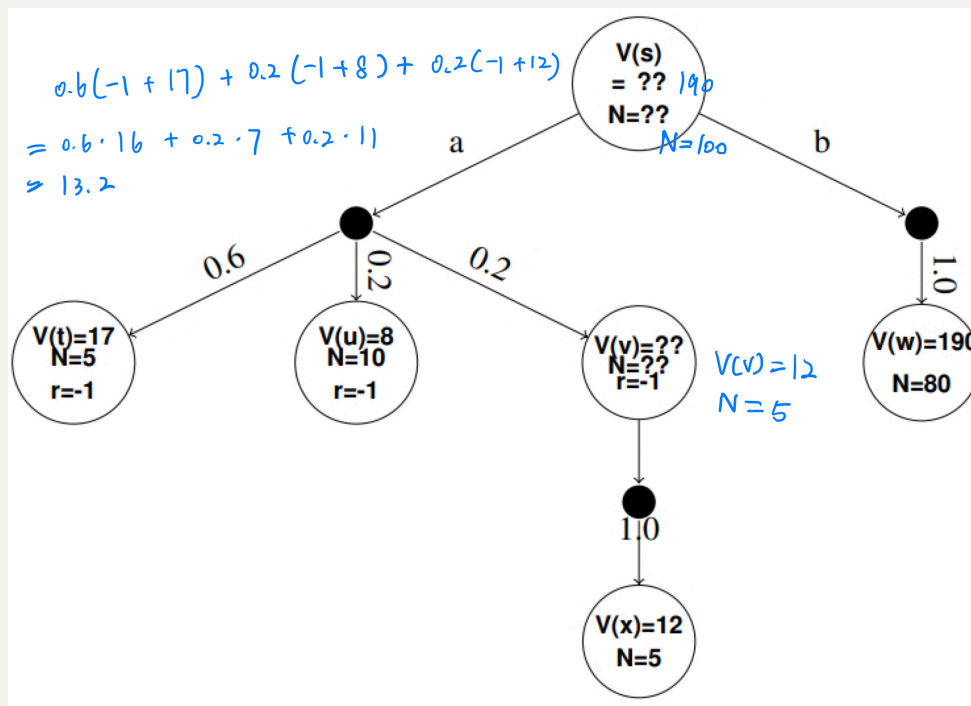 0.6(-1 + 17) + 0.2(-1+8) + 0.2(-1+12)
= 0.6 · 16 + 0.2 · 7 + 0.2 · 11
= 13.2
V(s)
= ?? 190
N=??
N=100
a
b
0.6
0.2
0.2
1.0
V(t)=17
N=5
r=-1
V(u)=8
N=10
r=-1
V(v)=??
N=??
r=-1
V(v)=12
N=5
V(w)=190
N=80
1.0
V(x)=12
N=5